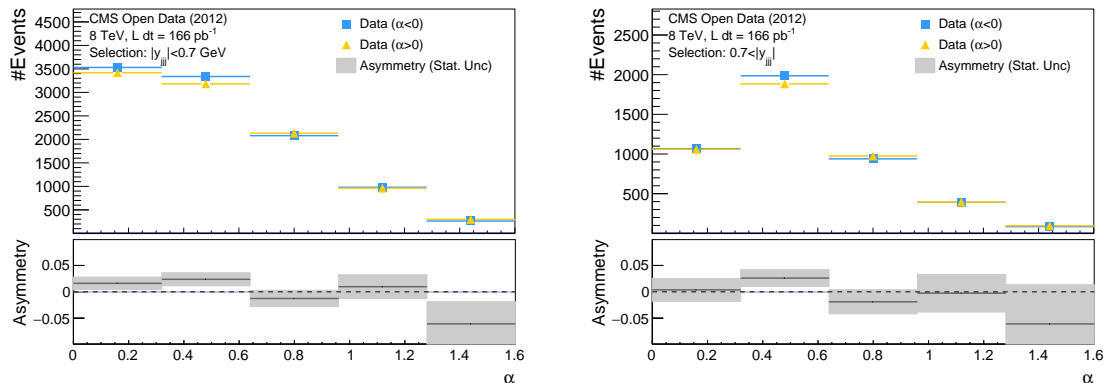 CMS Open Data (2012)
8 TeV, L dt = 166 pb⁻¹
Selection: |y_jjj|<0.7 GeV
Data (α<0)
Data (α>0)
Asymmetry (Stat. Unc)
#Events
4500
4000
3500
3000
2500
2000
1500
1000
500
Asymmetry
0.05
0
−0.05
0 0.2 0.4 0.6 0.8 1 1.2 1.4 1.6
α
CMS Open Data (2012)
8 TeV, L dt = 166 pb⁻¹
Selection: 0.7<|y_jjj|
Data (α<0)
Data (α>0)
Asymmetry (Stat. Unc)
#Events
2500
2000
1500
1000
500
Asymmetry
0.05
0
−0.05
0 0.2 0.4 0.6 0.8 1 1.2 1.4 1.6
α